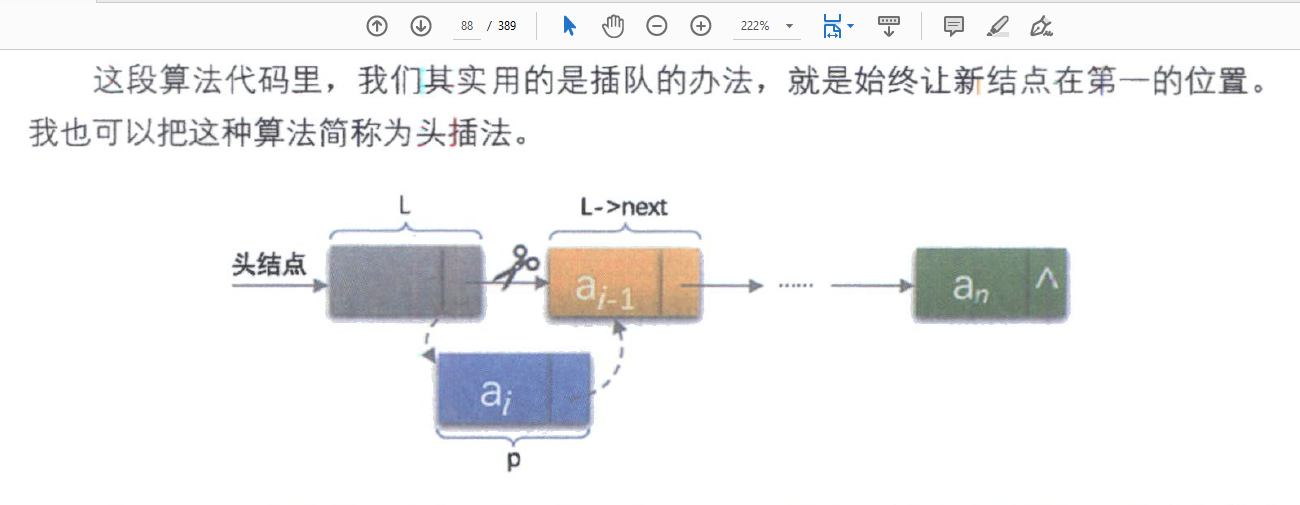 88 / 389
222%
这段算法代码里，我们其实用的是插队的办法，就是始终让新结点在第一的位置。
我也可以把这种算法简称为头插法。
L
L->next
头结点
ai-1
......
an
^
ai
p